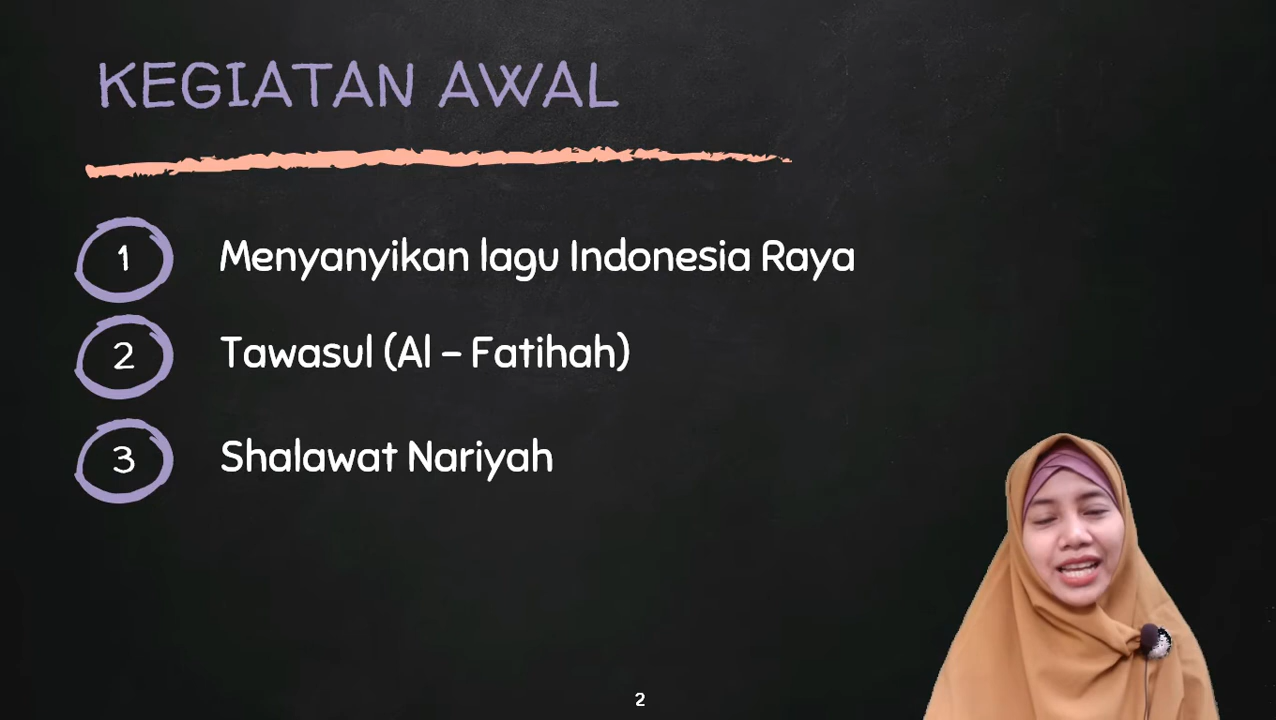 KEGIATAN AWAL
1 Menyanyikan lagu Indonesia Raya
2 Tawasul (Al – Fatihah)
3 Shalawat Nariyah
2